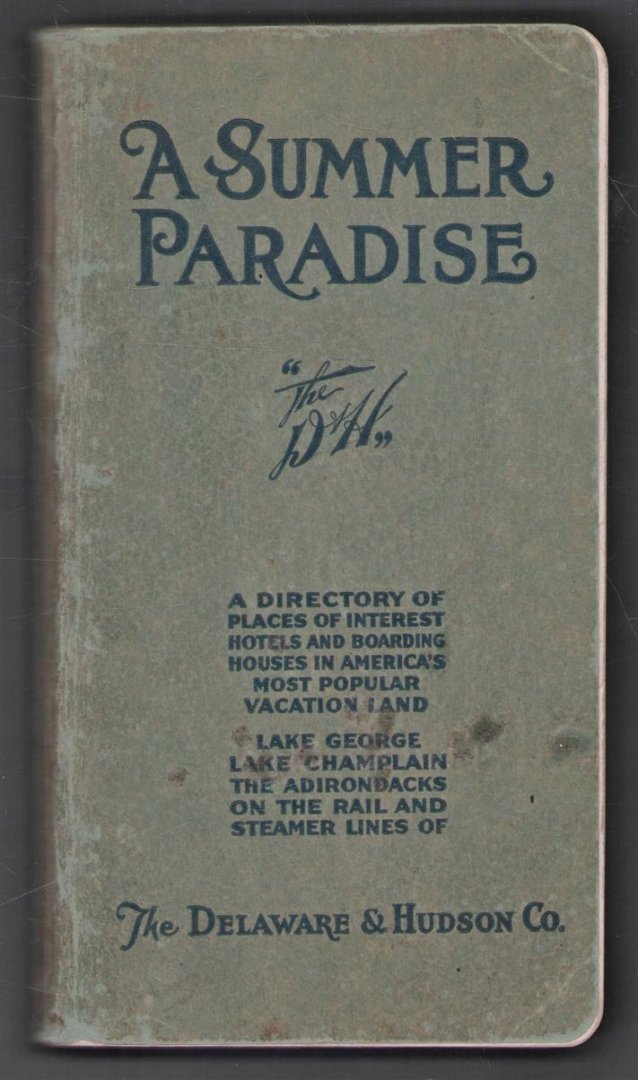 A SUMMER
PARADISE
"The
D&H"
A DIRECTORY OF
PLACES OF INTEREST
HOTELS AND BOARDING
HOUSES IN AMERICA'S
MOST POPULAR
VACATION LAND
LAKE GEORGE
LAKE CHAMPLAIN
THE ADIRONDACKS
ON THE RAIL AND
STEAMER LINES OF
The DELAWARE & HUDSON CO.